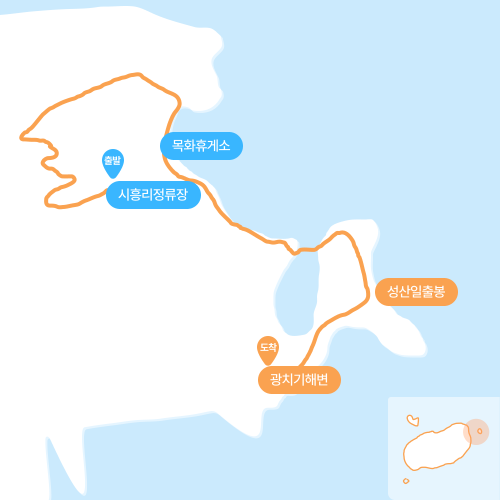 목화휴게소
출발
시흥리정류장
성산일출봉
도착
광치기해변